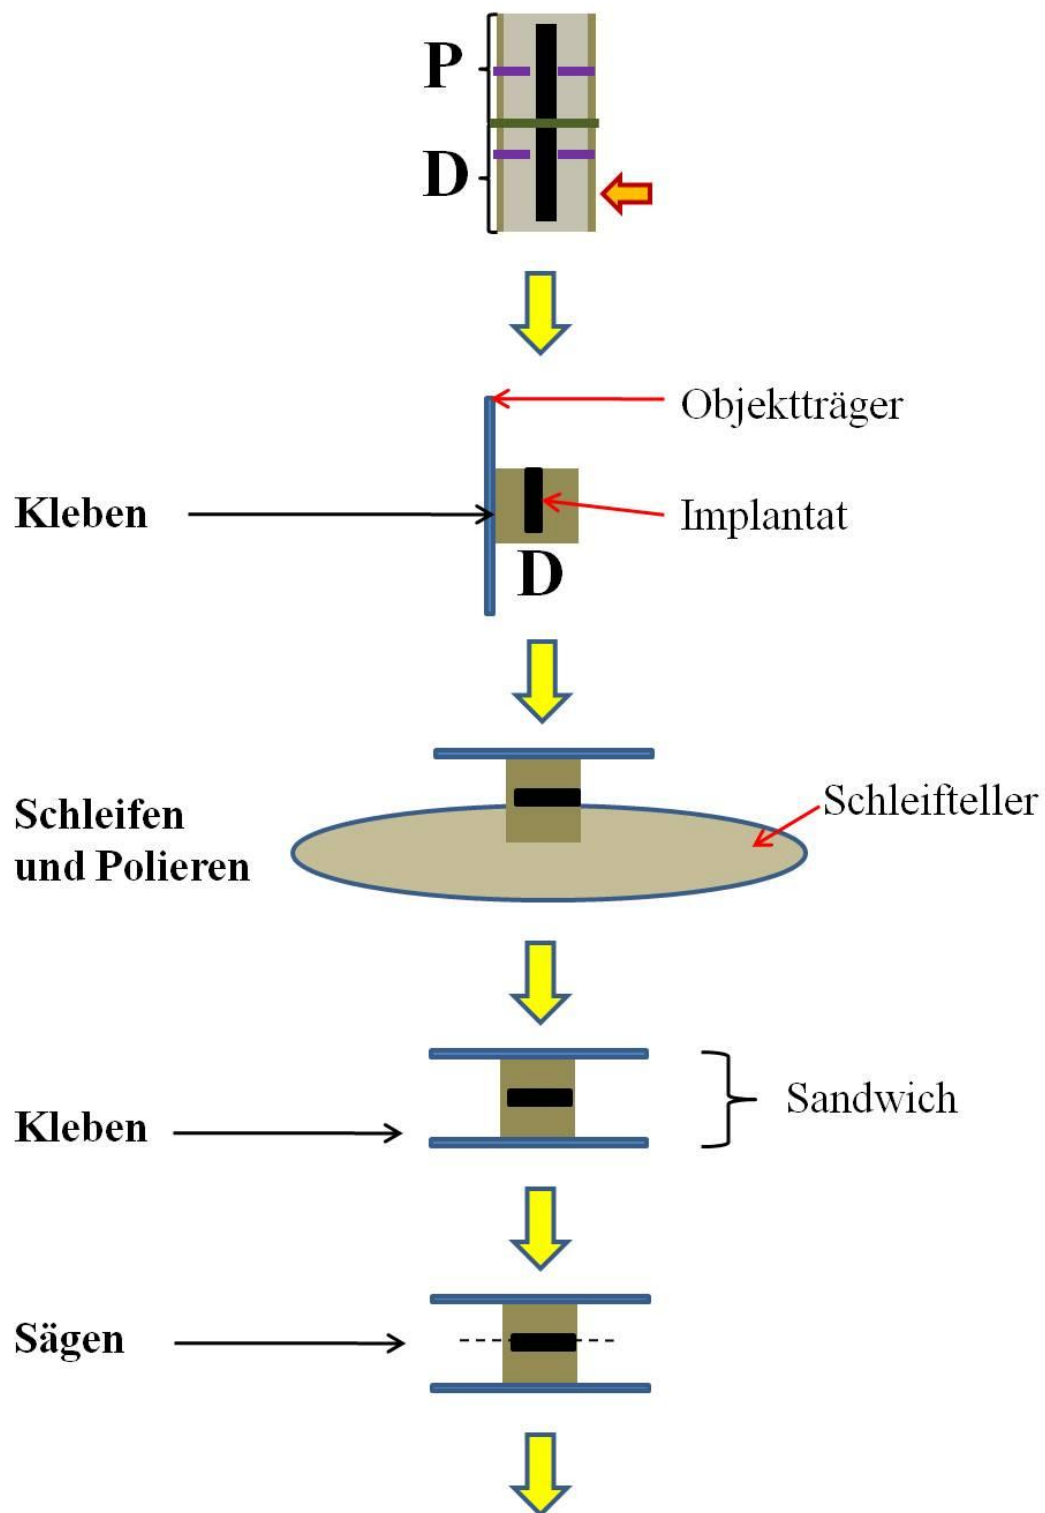 P
D
Objektträger
Kleben
Implantat
D
Schleifteller
Schleifen
und Polieren
Sandwich
Kleben
Sägen